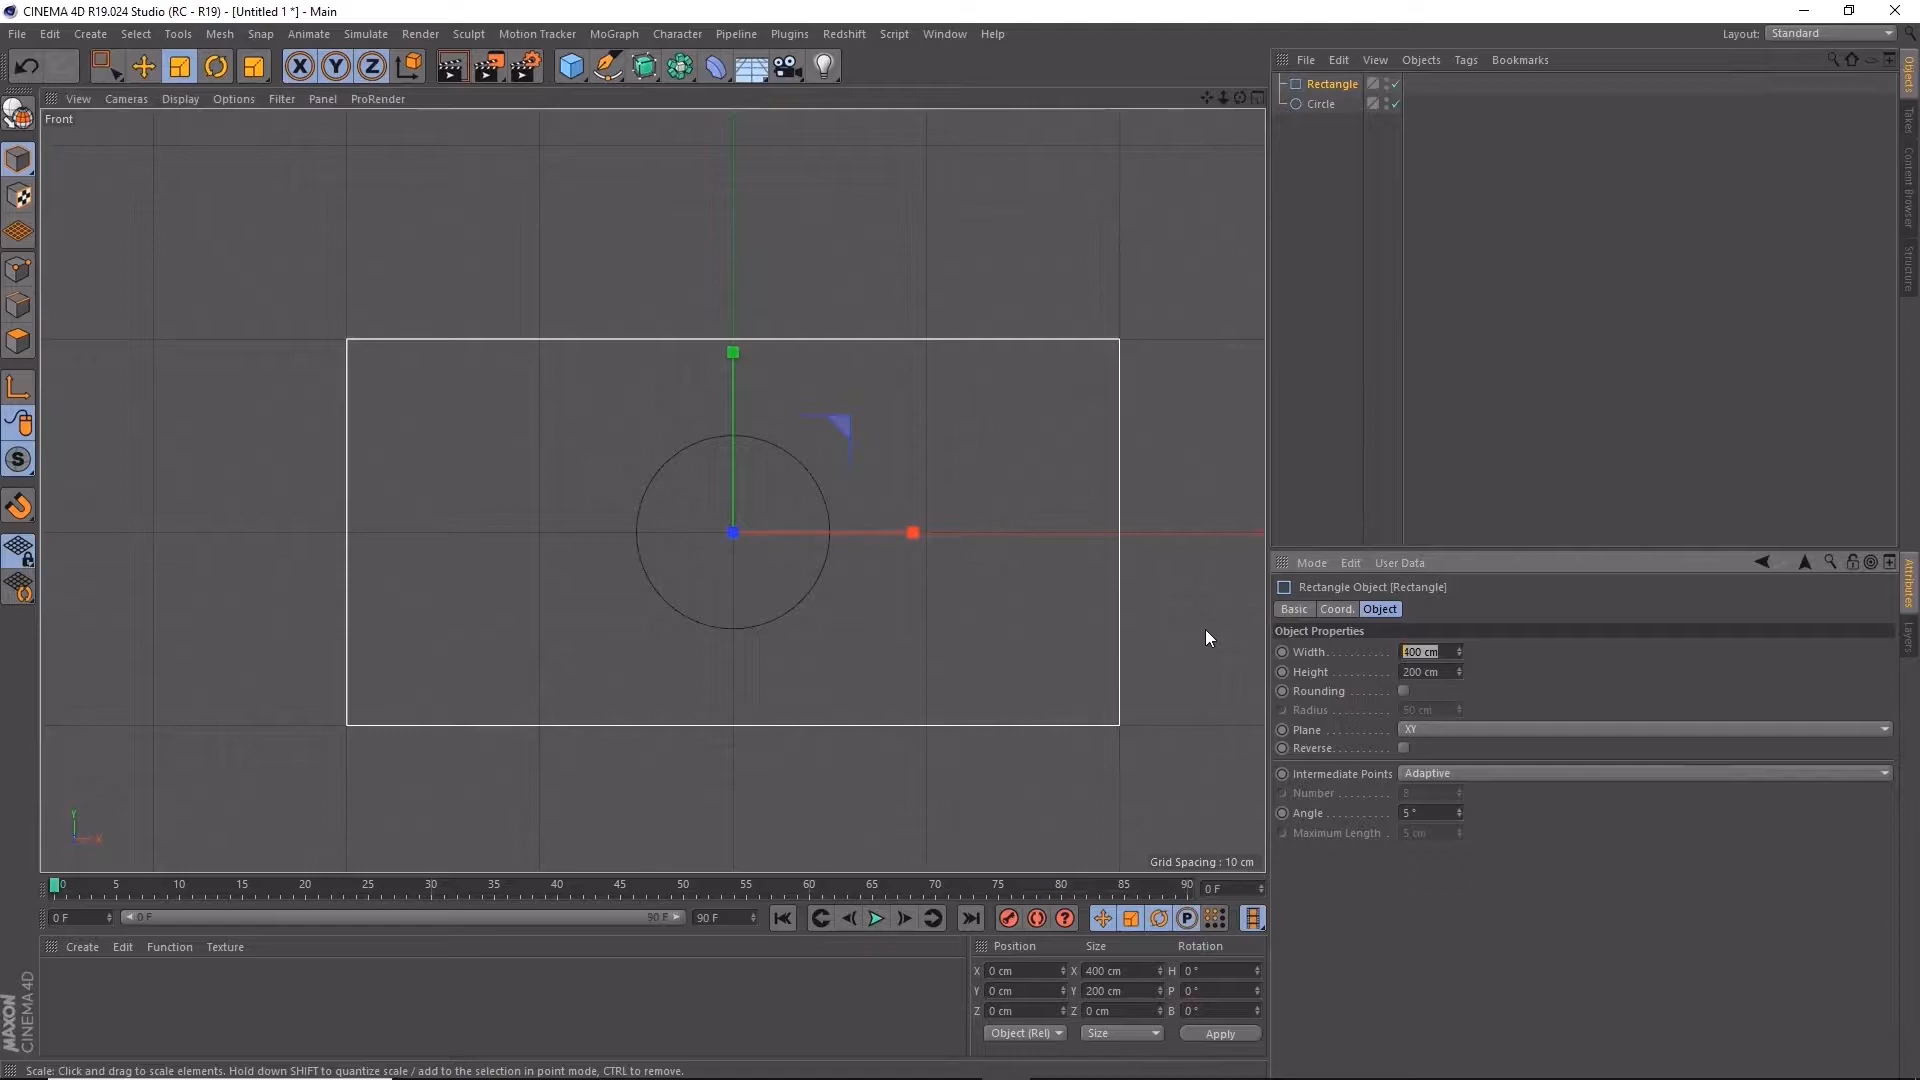 CINEMA 4D R19.024 Studio (RC - R19) - [Untitled 1 *] - Main
File Edit Create Select Tools Mesh Snap Animate Simulate Render Sculpt Motion Tracker MoGraph Character Pipeline Plugins Redshift Script Window Help Layout: Standard
X Y Z
File Edit View Objects Tags Bookmarks
View Cameras Display Options Filter Panel ProRender
Front
Rectangle
Circle
Objects
Takes
Content Browser
Structure
S
Mode Edit User Data
Rectangle Object [Rectangle]
Basic Coord. Object
Object Properties
Width 400 cm
Height 200 cm
Rounding
Radius 50 cm
Plane XY
Reverse
Intermediate Points Adaptive
Number 8
Angle 5 °
Maximum Length 5 cm
Attributes
Layers
Y
X
Grid Spacing : 10 cm
0 5 10 15 20 25 30 35 40 45 50 55 60 65 70 75 80 85 90 0 F
0 F 0 F 90 F 90 F ? P
Create Edit Function Texture
Position Size Rotation
X 0 cm X 400 cm H 0 °
Y 0 cm Y 200 cm P 0 °
Z 0 cm Z 0 cm B 0 °
Object (Rel) Size Apply
MAXON
CINEMA 4D
Scale: Click and drag to scale elements. Hold down SHIFT to quantize scale / add to the selection in point mode, CTRL to remove.